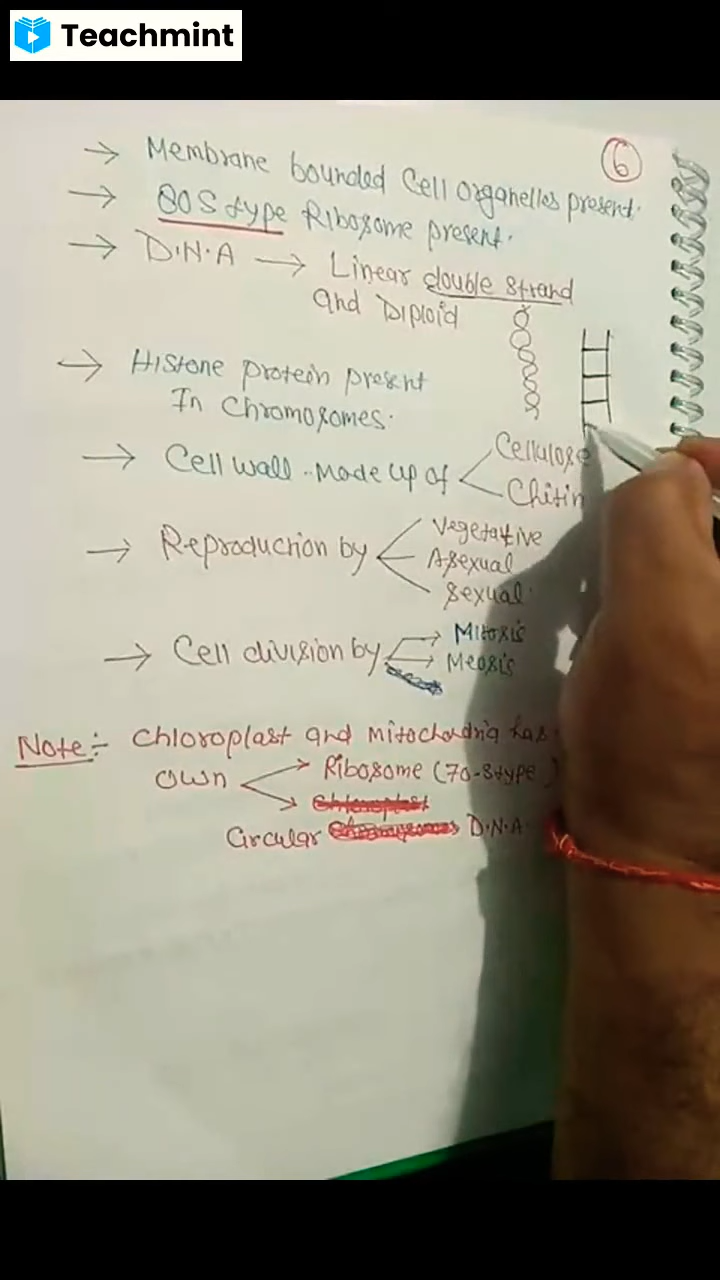 Teachmint
6
→ Membrane bounded Cell organelles present.
→ 80 S type Ribosome present.
→ D.N.A → Linear double strand
and Diploid
→ Histone protein present
In Chromosomes.
→ Cell wall - Made up of
Cellulose
Chitin
→ Reproduction by
Vegetative
Asexual
Sexual
→ Cell division by
→ Mitosis
→ Meosis
Note:- Chloroplast and Mitochondria has
own
Ribosome (70-S type)
Circular D.N.A